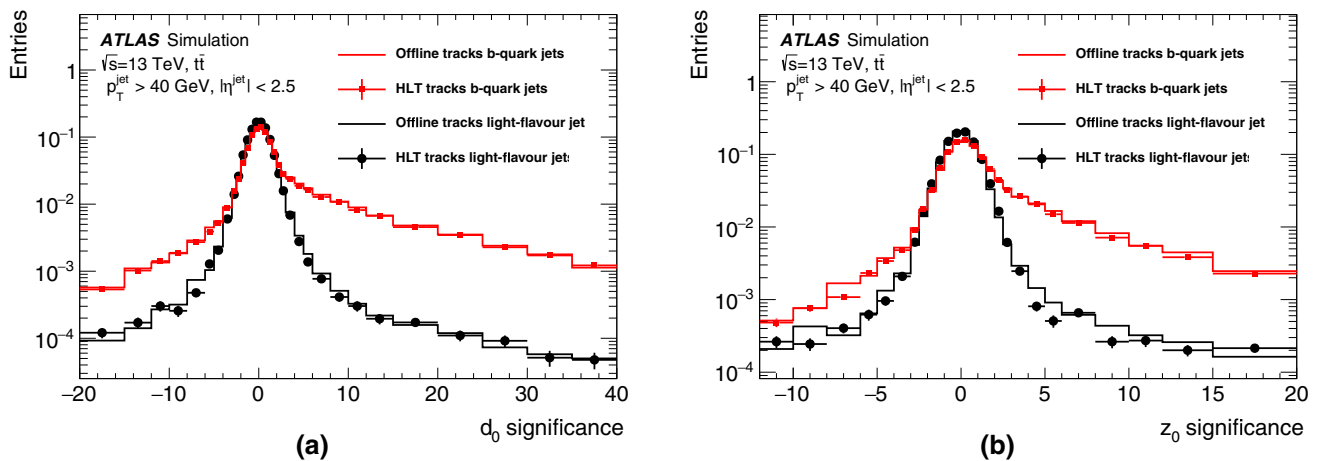 Entries
ATLAS Simulation
√s=13 TeV, tt̄
p_T^jet > 40 GeV, |η^jet| < 2.5
Offline tracks b-quark jets
HLT tracks b-quark jets
Offline tracks light-flavour jet
HLT tracks light-flavour jets
1
10⁻¹
10⁻²
10⁻³
10⁻⁴
−20 −10 0 10 20 30 40
d₀ significance
(a)
Entries
ATLAS Simulation
√s=13 TeV, tt̄
p_T^jet > 40 GeV, |η^jet| < 2.5
Offline tracks b-quark jets
HLT tracks b-quark jets
Offline tracks light-flavour jet
HLT tracks light-flavour jets
1
10⁻¹
10⁻²
10⁻³
10⁻⁴
−10 −5 0 5 10 15 20
z₀ significance
(b)